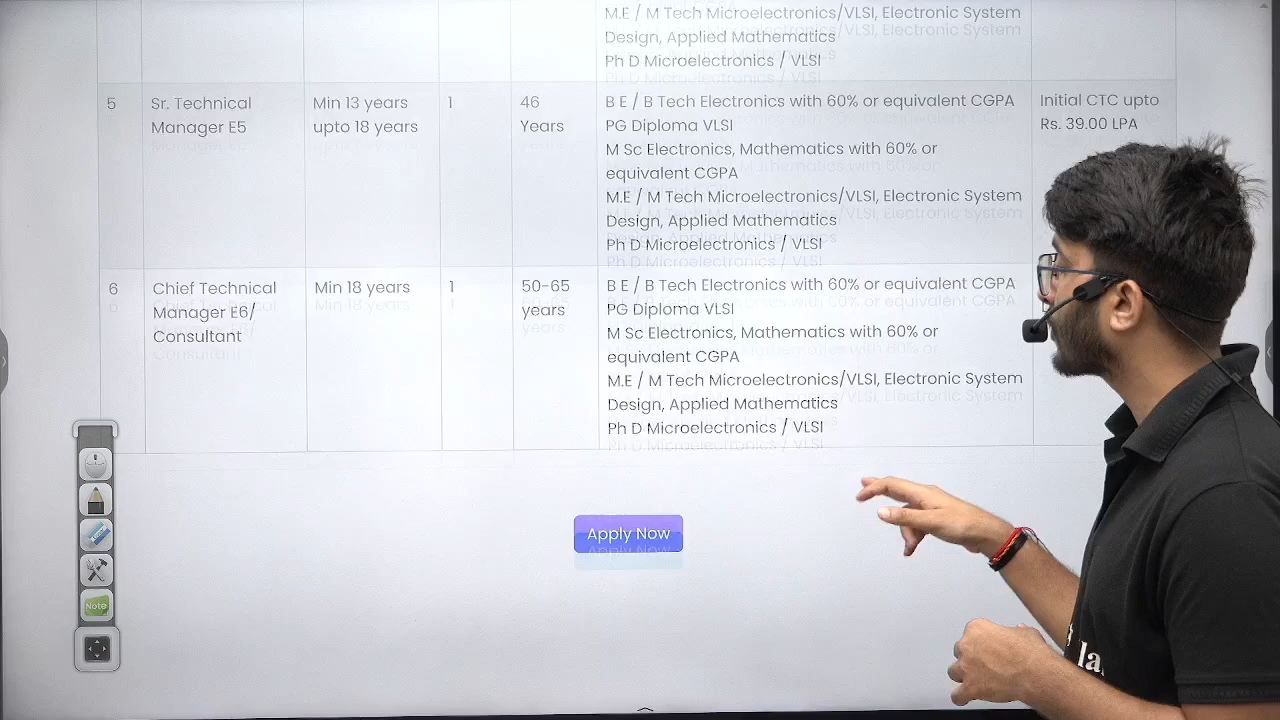 M.E / M Tech Microelectronics/VLSI, Electronic System
Design, Applied Mathematics
Ph D Microelectronics / VLSI
5
Sr. Technical
Manager E5
Min 13 years
upto 18 years
1
46
Years
B E / B Tech Electronics with 60% or equivalent CGPA
PG Diploma VLSI
M Sc Electronics, Mathematics with 60% or
equivalent CGPA
M.E / M Tech Microelectronics/VLSI, Electronic System
Design, Applied Mathematics
Ph D Microelectronics / VLSI
Initial CTC upto
Rs. 39.00 LPA
6
Chief Technical
Manager E6/
Consultant
Min 18 years
1
50-65
years
B E / B Tech Electronics with 60% or equivalent CGPA
PG Diploma VLSI
M Sc Electronics, Mathematics with 60% or
equivalent CGPA
M.E / M Tech Microelectronics/VLSI, Electronic System
Design, Applied Mathematics
Ph D Microelectronics / VLSI
Apply Now
Note